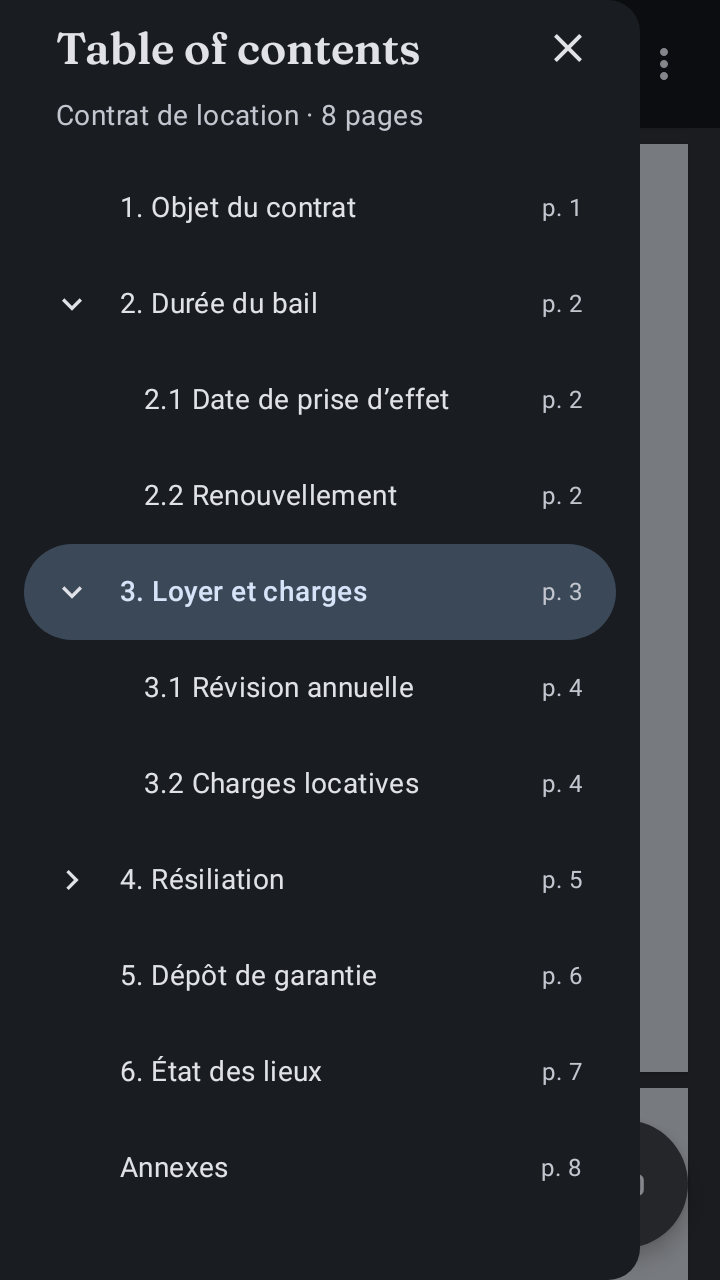 Table of contents
Contrat de location · 8 pages
1. Objet du contrat p. 1
2. Durée du bail p. 2
2.1 Date de prise d’effet p. 2
2.2 Renouvellement p. 2
3. Loyer et charges p. 3
3.1 Révision annuelle p. 4
3.2 Charges locatives p. 4
4. Résiliation p. 5
5. Dépôt de garantie p. 6
6. État des lieux p. 7
Annexes p. 8